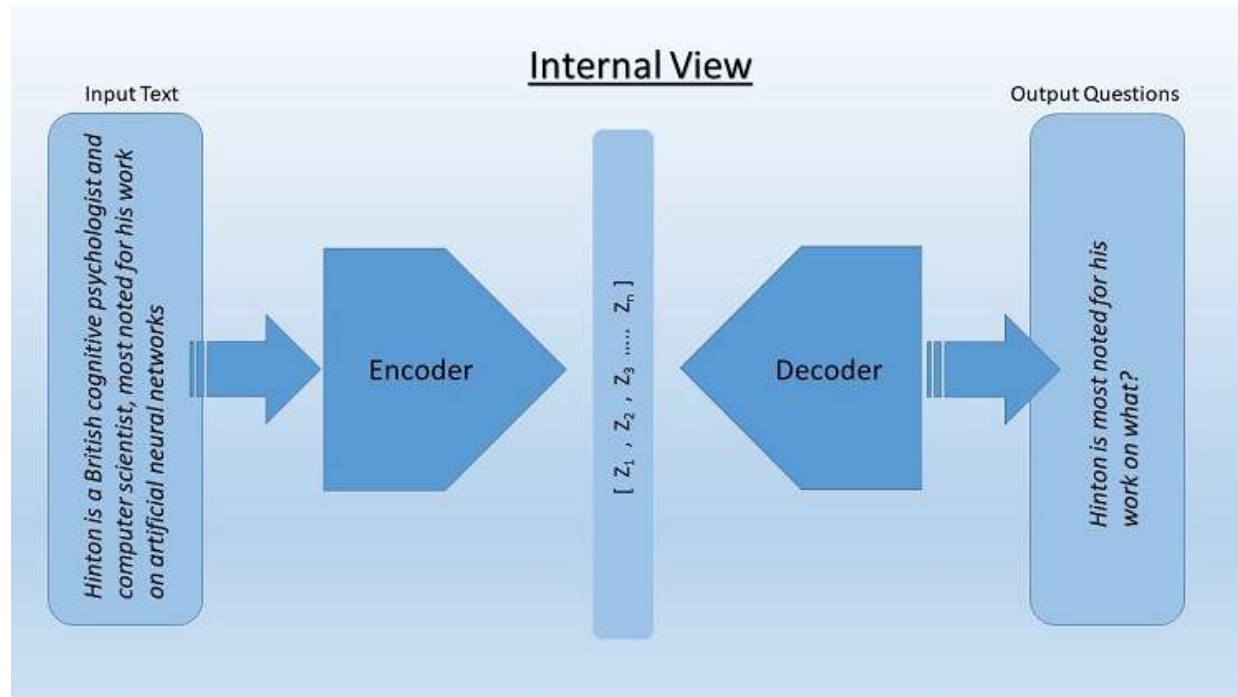 Internal View
Input Text
Hinton is a British cognitive psychologist and
computer scientist, most noted for his work
on artificial neural networks
Encoder
[ Z1 , Z2 , Z3 ..... Zn ]
Decoder
Output Questions
Hinton is most noted for his
work on what?